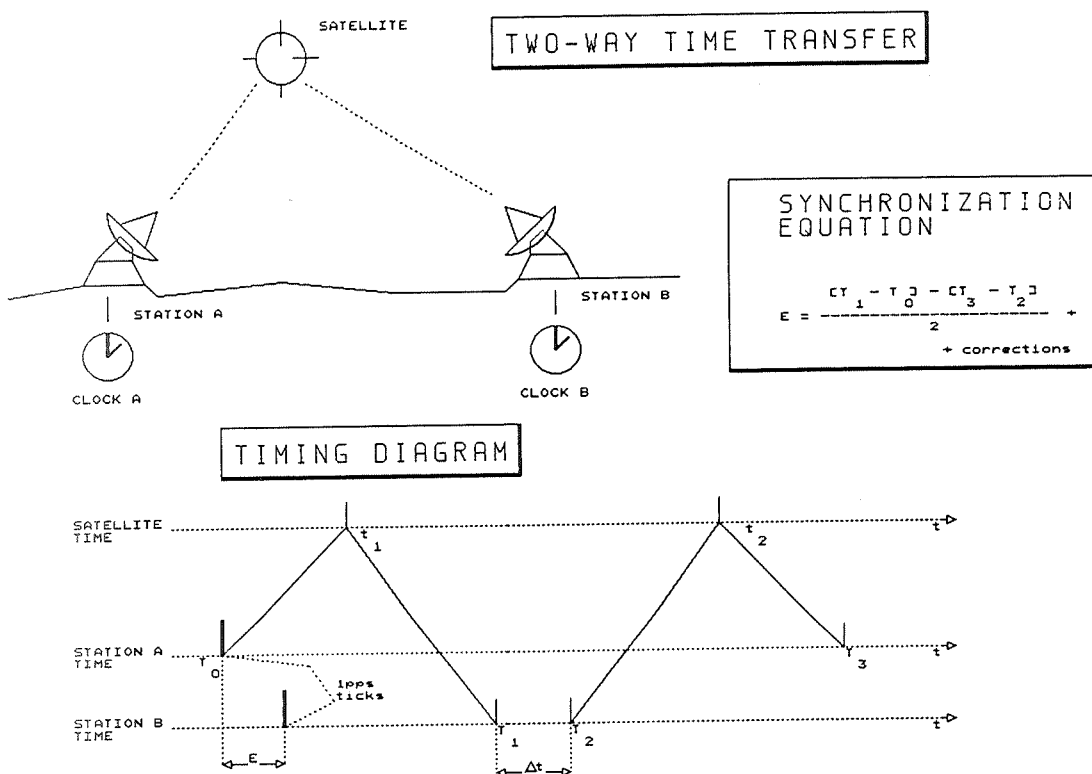 SATELLITE
TWO-WAY TIME TRANSFER
SYNCHRONIZATION
EQUATION
STATION A
STATION B
E = [T1 - T0] - [T3 - T2] / 2 +
+ corrections
CLOCK A
CLOCK B
TIMING DIAGRAM
SATELLITE
TIME
t1
t2
t
STATION A
TIME
T0
T3
t
1pps
ticks
STATION B
TIME
T1
T2
t
E
Δt